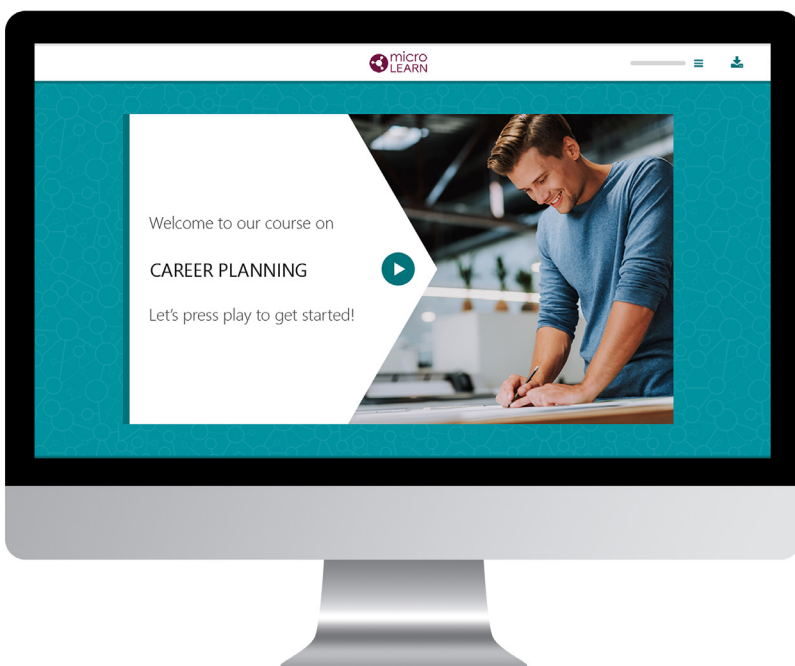 micro
LEARN
Welcome to our course on
CAREER PLANNING
Let's press play to get started!